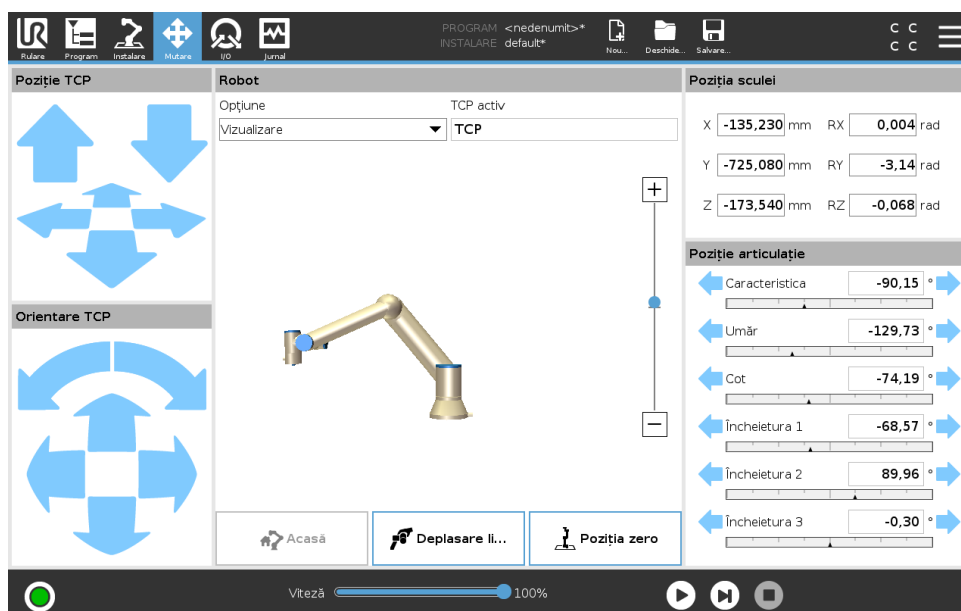 UR
Rulare Program Instalare Mutare I/O Jurnal
PROGRAM <nedenumit>*
INSTALARE default*
Nou... Deschide... Salvare...
C C
C C
Poziție TCP
Orientare TCP
Robot
Opțiune TCP activ
Vizualizare TCP
+
−
Acasă Deplasare li... Poziția zero
Poziția sculei
X -135,230 mm RX 0,004 rad
Y -725,080 mm RY -3,14 rad
Z -173,540 mm RZ -0,068 rad
Poziție articulație
Caracteristica -90,15 °
Umăr -129,73 °
Cot -74,19 °
Încheietura 1 -68,57 °
Încheietura 2 89,96 °
Încheietura 3 -0,30 °
Viteză 100%